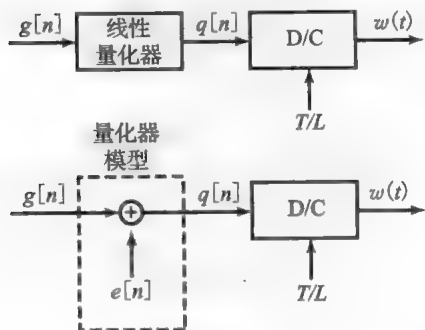 g[n]
线性
量化器
q[n]
D/C
w(t)
T/L
量化器
模型
g[n]
+
q[n]
D/C
w(t)
e[n]
T/L